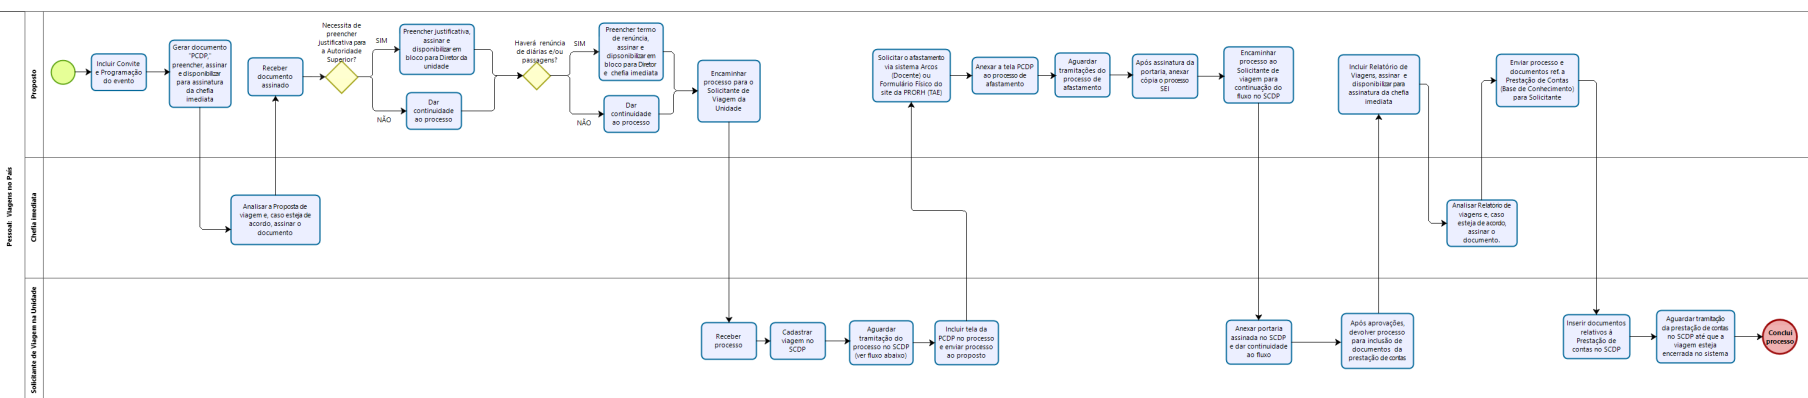 Pessoal: Viagens no País
Proposto
Incluir Convite
e Programação
do evento
Gerar documento
"PCDP,"
preencher, assinar
e disponibilizar
para assinatura
da chefia
imediata
Receber
documento
assinado
Necessita de
preencher
justificativa para
a Autoridade
Superior?
SIM
NÃO
Preencher justificativa,
assinar e
disponibilizar em
bloco para Diretor da
unidade
Dar
continuidade
ao processo
Haverá renúncia
de diárias e/ou
passagens?
SIM
NÃO
Preencher termo
de renúncia,
assinar e
dipsonibilizar em
bloco para Diretor
e chefia imediata
Dar
continuidade
ao processo
Encaminhar
processo para o
Solicitante de
Viagem da
Unidade
Solicitar o afastamento
via sistema Arcos
(Docente) ou
Formulário Físico do
site da PRORH (TAE)
Anexar a tela PCDP
ao processo de
afastamento
Aguardar
tramitações do
processo de
afastamento
Após assinatura da
portaria, anexar
cópia o processo
SEI
Encaminhar
processo ao
Solicitante de
viagem para
continuação do
fluxo no SCDP
Incluir Relatório de
Viagens, assinar e
disponibilizar para
assinatura da chefia
imediata
Enviar processo e
documentos ref. a
Prestação de Contas
(Base de Conhecimento)
para Solicitante
Chefia imediata
Analisar a Proposta de
viagem e, caso esteja de
acordo, assinar o
documento
Analisar Relatório de
viagens e, caso
esteja de acordo,
assinar o
documento.
Solicitante de Viagem na Unidade
Receber
processo
Cadastrar
viagem no
SCDP
Aguardar
tramitação do
processo no SCDP
(ver fluxo abaixo)
Incluir tela da
PCDP no processo
e enviar processo
ao proposto
Anexar portaria
assinada no SCDP
e dar continuidade
ao fluxo
Após aprovações,
devolver processo
para inclusão de
documentos da
prestação de contas
Inserir documentos
relativos á
Prestação de
contas no SCDP
Aguardar tramitação
da prestação de contas
no SCDP até que a
viagem esteja
encerrada no sistema
Conclui
processo